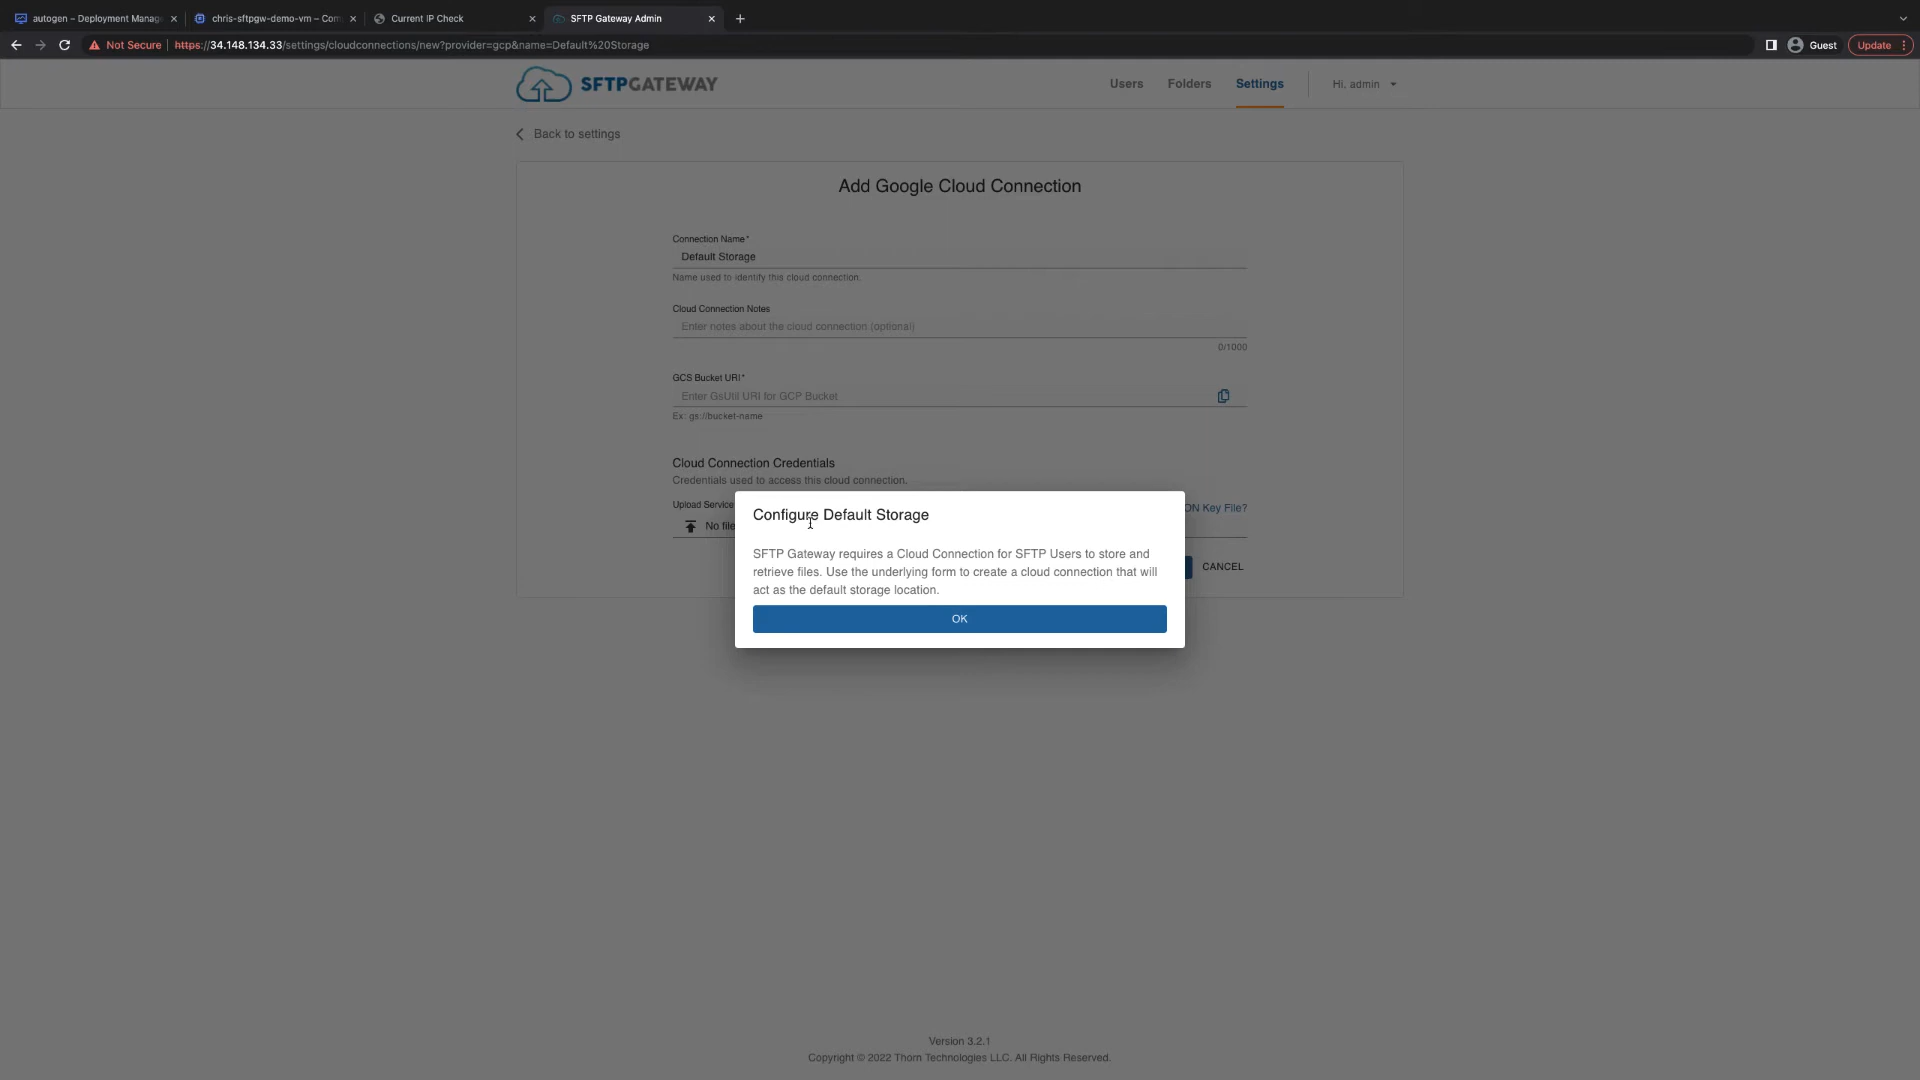 autogen – Deployment Manag
chris-sftpgw-demo-vm – Com
Current IP Check
SFTP Gateway Admin
Not Secure
https://34.148.134.33/settings/cloudconnections/new?provider=gcp&name=Default%20Storage
Guest
Update
SFTPGATEWAY
Users
Folders
Settings
Hi, admin
Back to settings
Add Google Cloud Connection
Connection Name*
Default Storage
Name used to identify this cloud connection.
Cloud Connection Notes
Enter notes about the cloud connection (optional)
0/1000
GCS Bucket URI*
Enter GsUtil URI for GCP Bucket
Ex: gs://bucket-name
Cloud Connection Credentials
Credentials used to access this cloud connection.
Upload Service
ON Key File?
No file
CANCEL
Configure Default Storage
SFTP Gateway requires a Cloud Connection for SFTP Users to store and
retrieve files. Use the underlying form to create a cloud connection that will
act as the default storage location.
OK
Version 3.2.1
Copyright © 2022 Thorn Technologies LLC. All Rights Reserved.